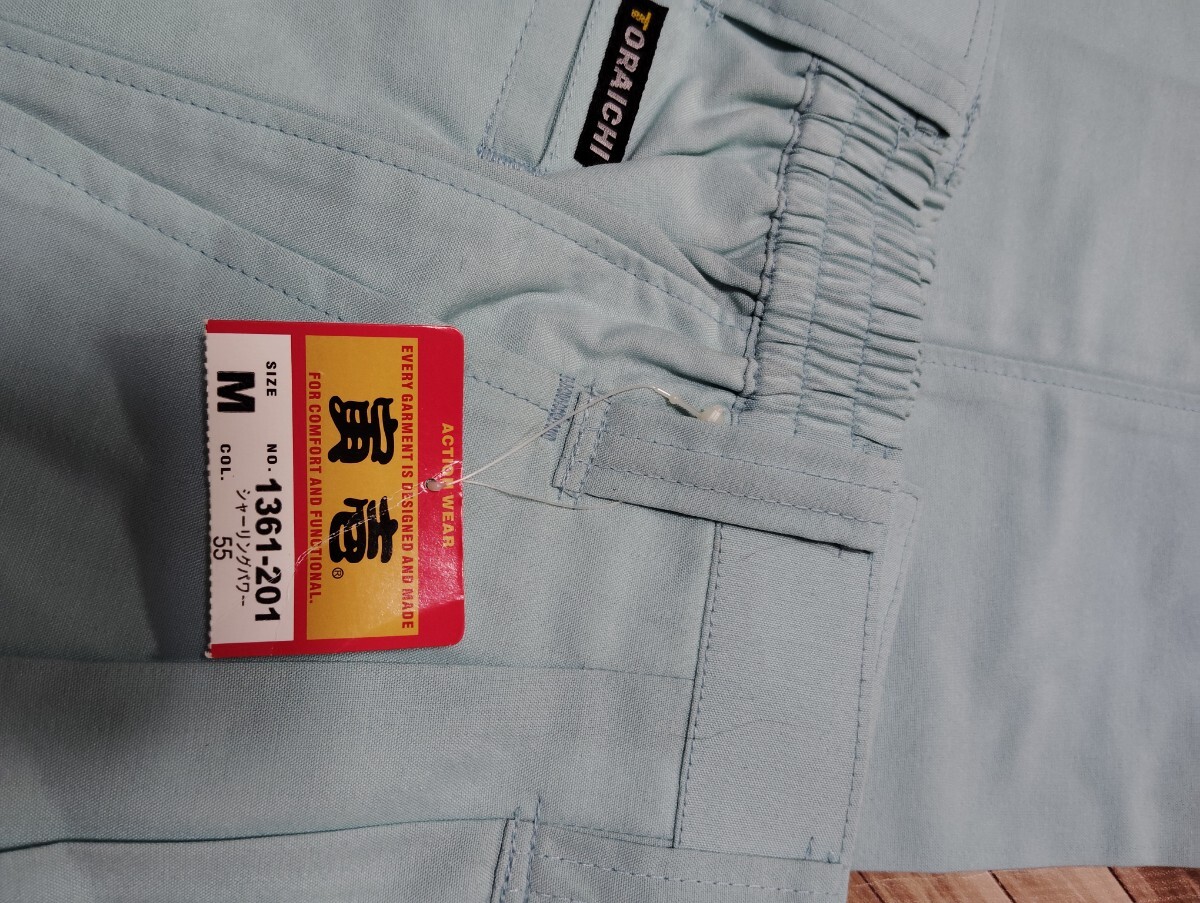 Tora
TORAICHI
ACTION WEAR
EVERY GARMENT IS DESIGNED AND MADE
寅壱®
FOR COMFORT AND FUNCTIONAL.
SIZE
M
NO. 1361-201
シャーリングパワー
COL. 55